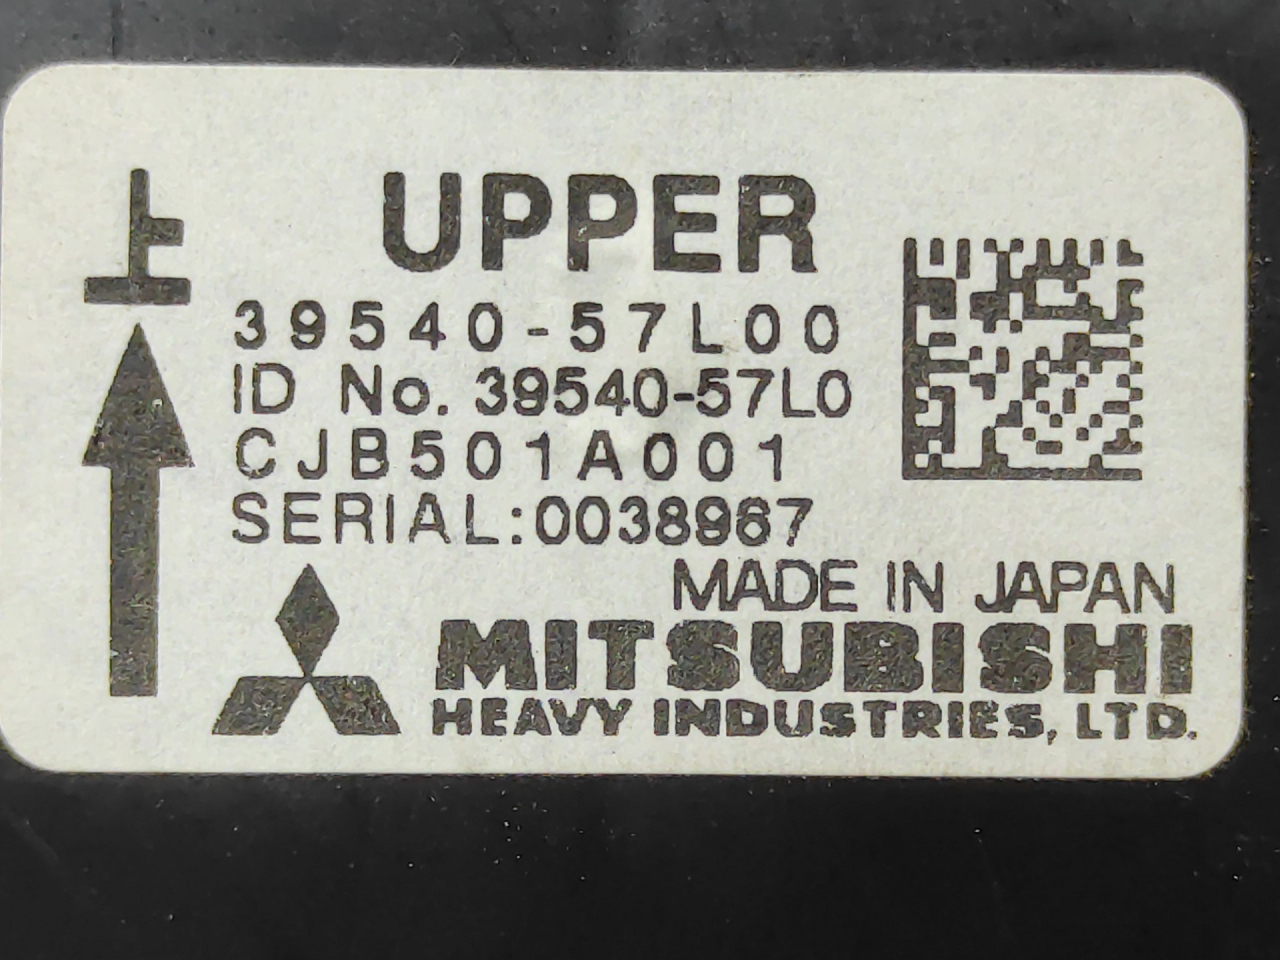 上
UPPER
39540-57L00
ID No. 39540-57L0
CJB501A001
SERIAL:0038967
MADE IN JAPAN
MITSUBISHI
HEAVY INDUSTRIES, LTD.